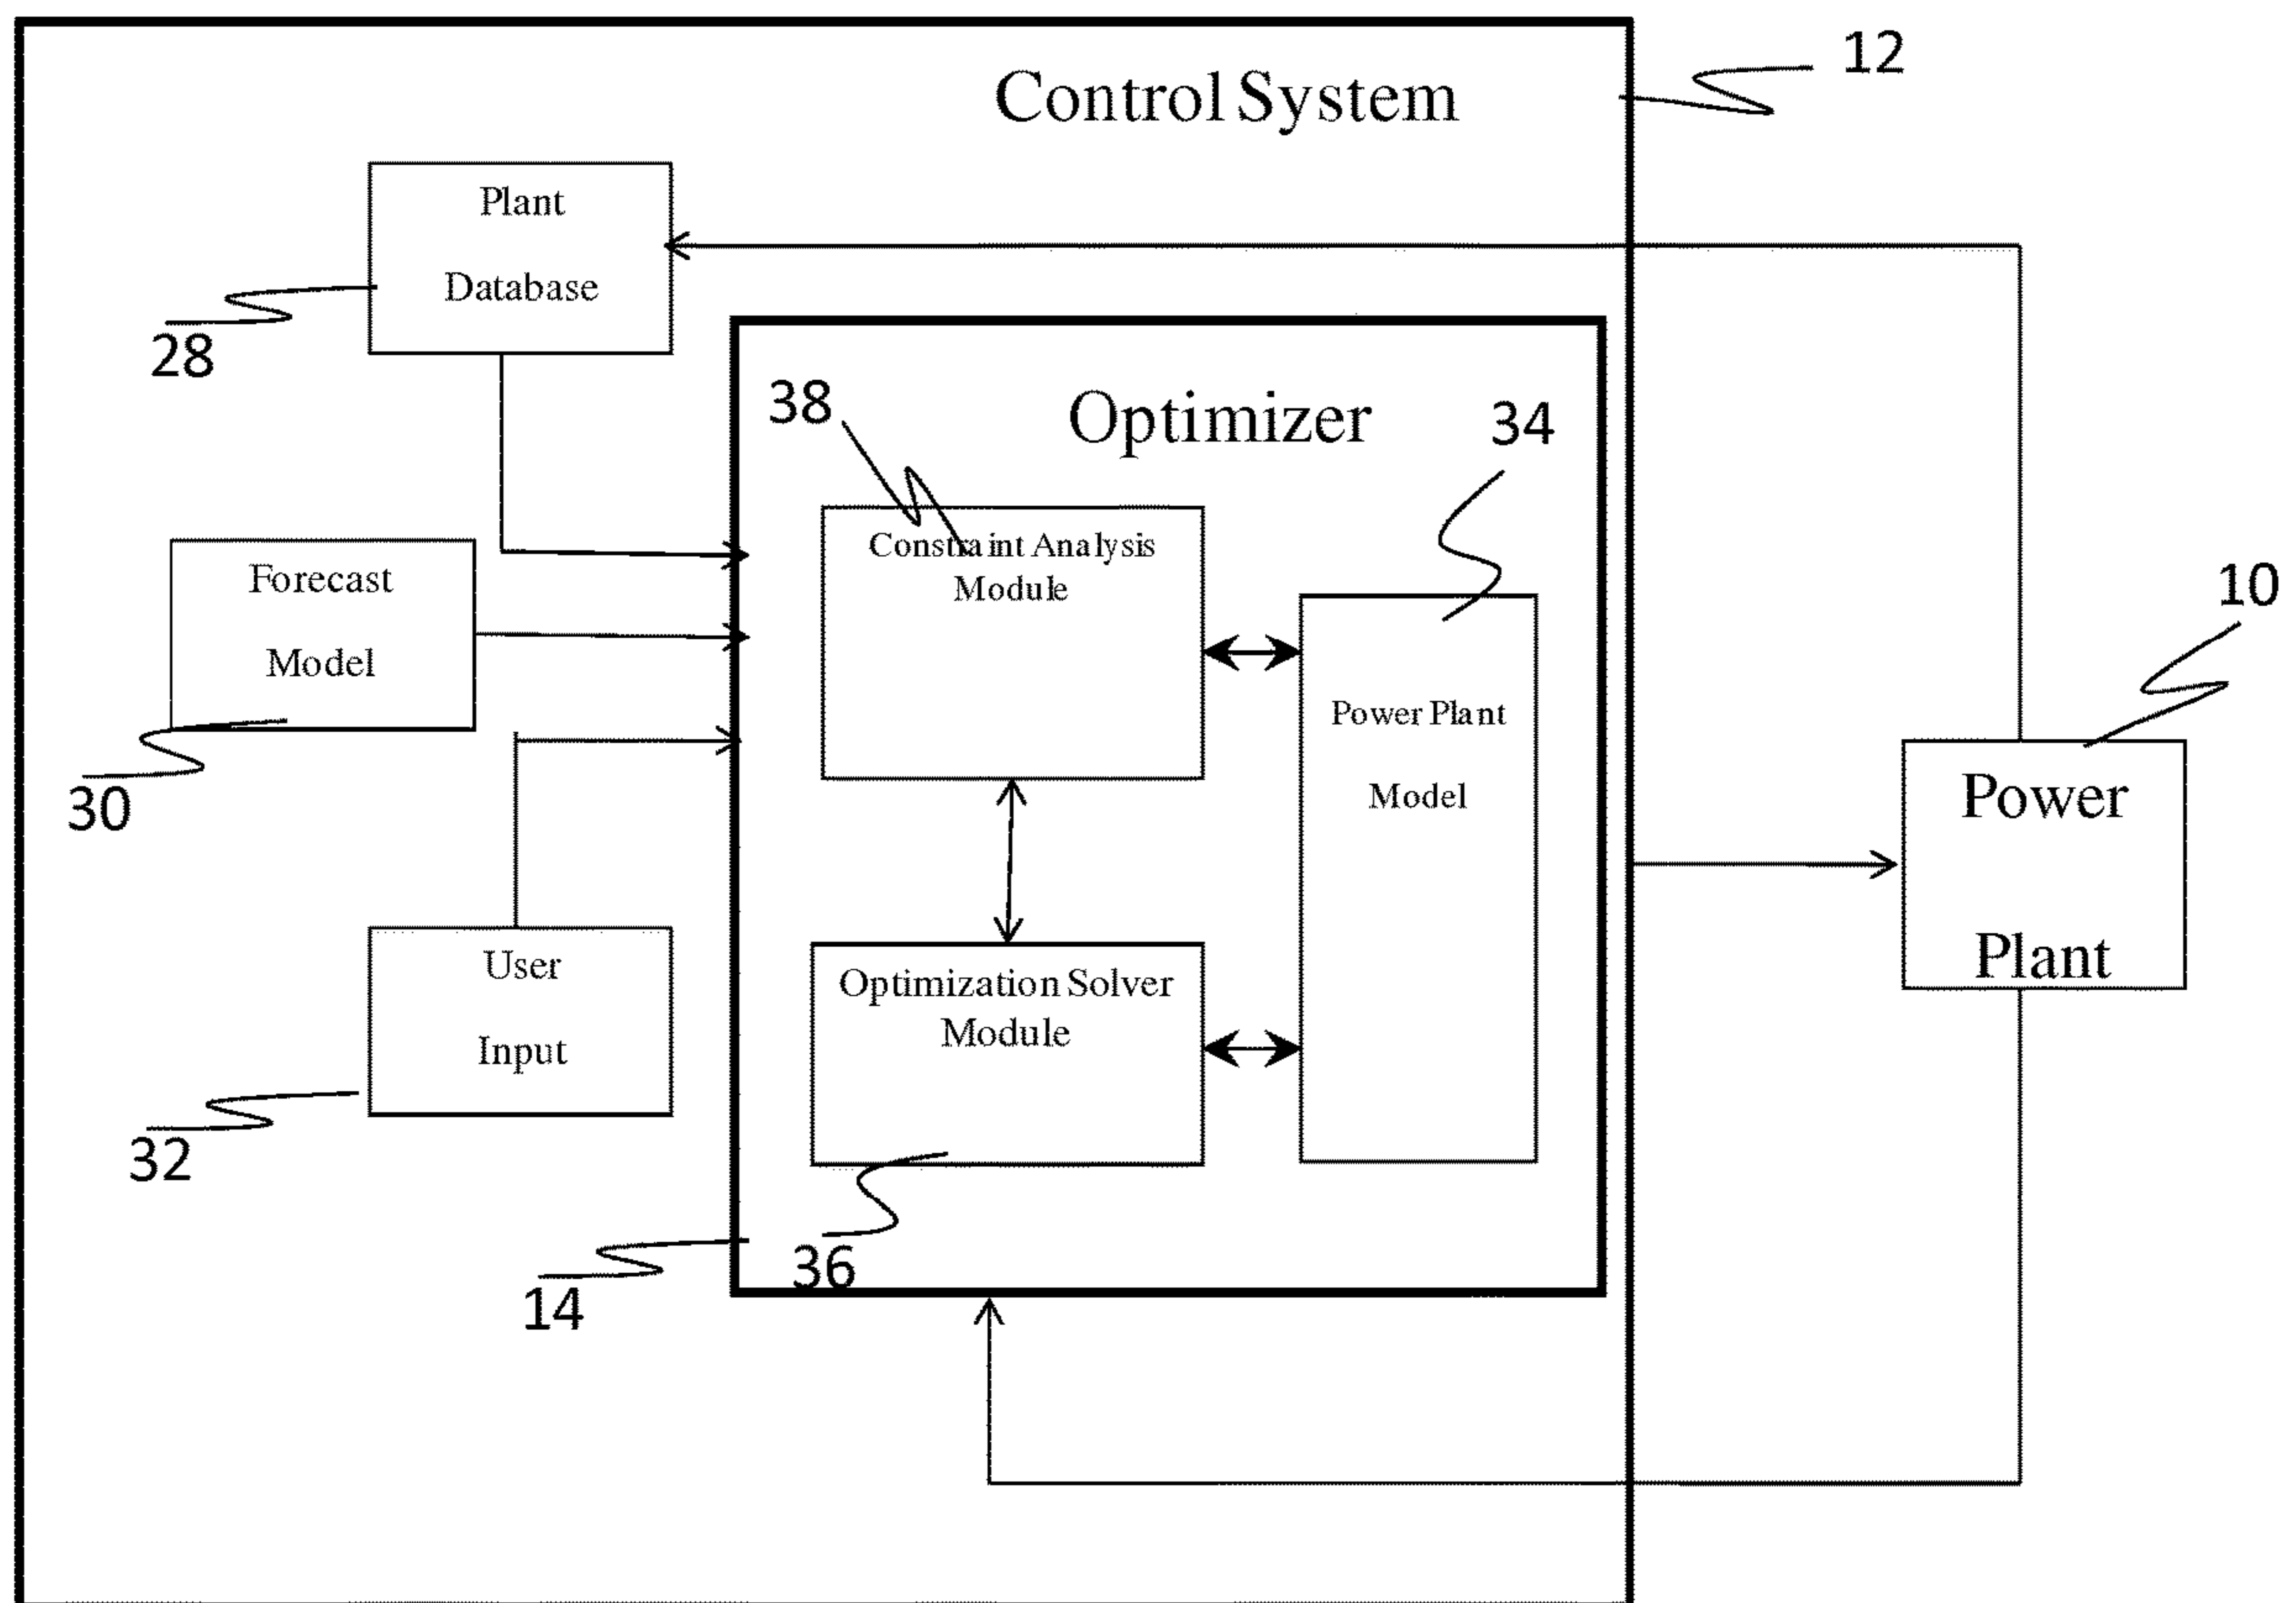 12
Control System
Plant
Database
28
Optimizer
38
34
Constraint Analysis
Module
Forecast
Model
30
10
Power Plant
Model
Power
Plant
User
Input
32
Optimization Solver
Module
36
14